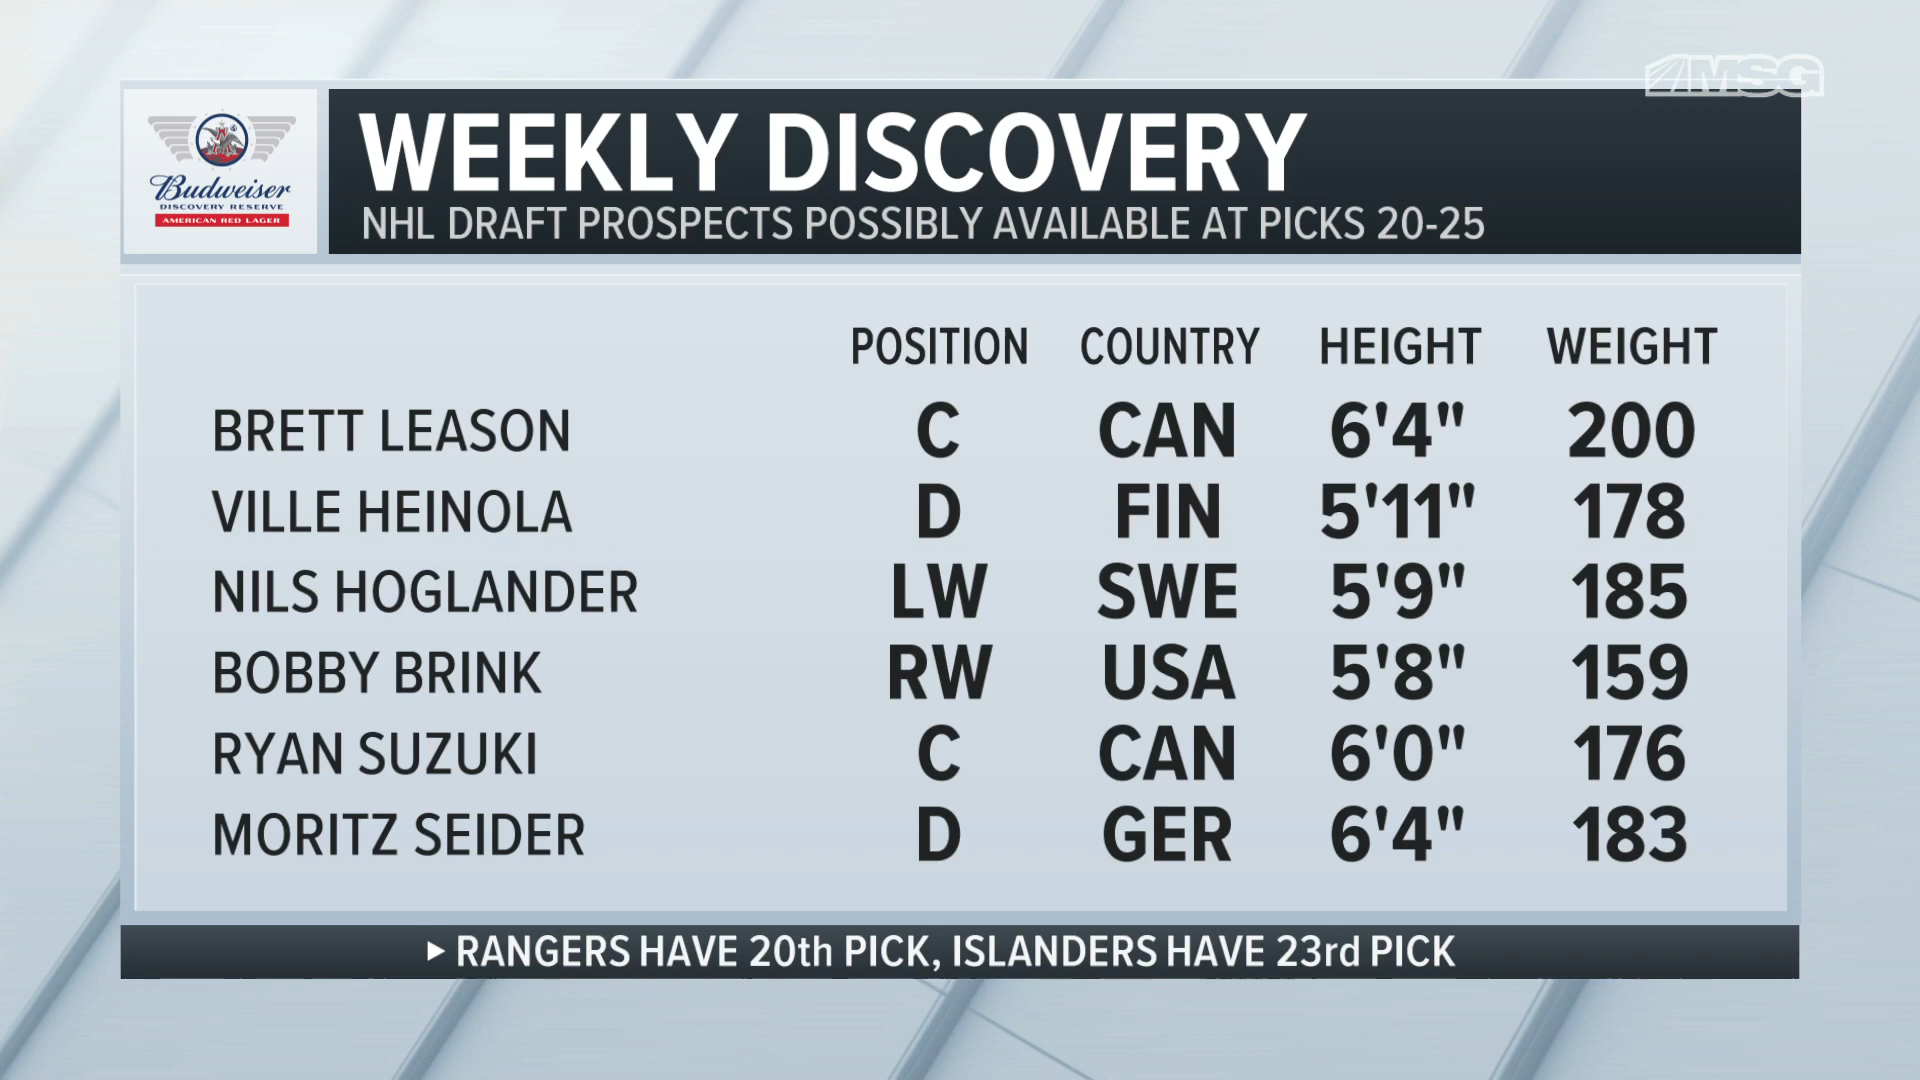 MSG
Budweiser
DISCOVERY RESERVE
AMERICAN RED LAGER
WEEKLY DISCOVERY
NHL DRAFT PROSPECTS POSSIBLY AVAILABLE AT PICKS 20-25
POSITION COUNTRY HEIGHT WEIGHT
BRETT LEASON C CAN 6'4" 200
VILLE HEINOLA D FIN 5'11" 178
NILS HOGLANDER LW SWE 5'9" 185
BOBBY BRINK RW USA 5'8" 159
RYAN SUZUKI C CAN 6'0" 176
MORITZ SEIDER D GER 6'4" 183
RANGERS HAVE 20th PICK, ISLANDERS HAVE 23rd PICK